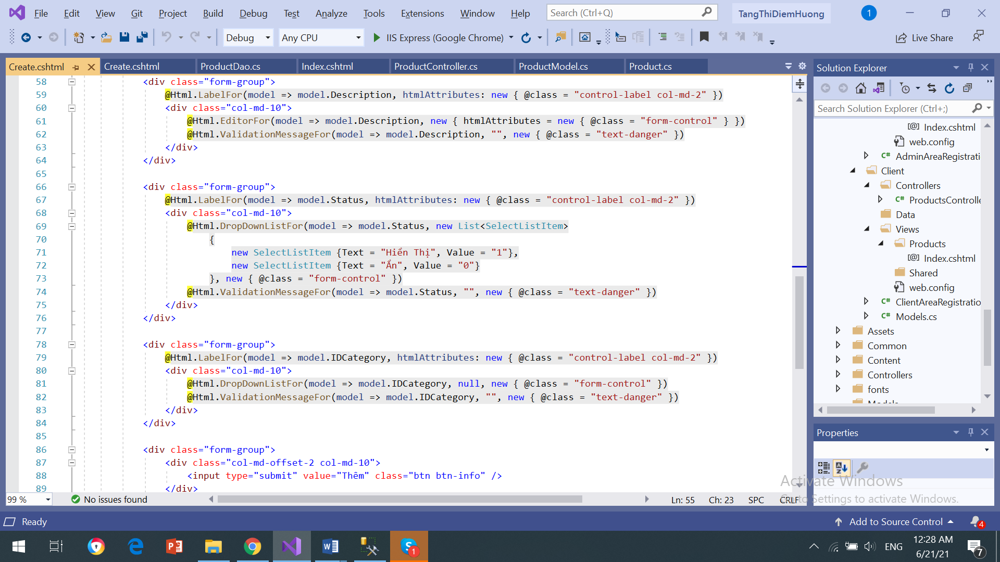 File Edit View Git Project Build Debug Test Analyze Tools Extensions Window Help Search (Ctrl+Q) TangThiDiemHuong 1
Debug Any CPU IIS Express (Google Chrome) Live Share
Create.cshtml Create.cshtml ProductDao.cs Index.cshtml ProductController.cs ProductModel.cs Product.cs
58 <div class="form-group">
59 @Html.LabelFor(model => model.Description, htmlAttributes: new { @class = "control-label col-md-2" })
60 <div class="col-md-10">
61 @Html.EditorFor(model => model.Description, new { htmlAttributes = new { @class = "form-control" } })
62 @Html.ValidationMessageFor(model => model.Description, "", new { @class = "text-danger" })
63 </div>
64 </div>
65
66 <div class="form-group">
67 @Html.LabelFor(model => model.Status, htmlAttributes: new { @class = "control-label col-md-2" })
68 <div class="col-md-10">
69 @Html.DropDownListFor(model => model.Status, new List<SelectListItem>
70 {
71 new SelectListItem {Text = "Hiển Thị", Value = "1"},
72 new SelectListItem {Text = "Ẩn", Value = "0"}
73 }, new { @class = "form-control" })
74 @Html.ValidationMessageFor(model => model.Status, "", new { @class = "text-danger" })
75 </div>
76 </div>
77
78 <div class="form-group">
79 @Html.LabelFor(model => model.IDCategory, htmlAttributes: new { @class = "control-label col-md-2" })
80 <div class="col-md-10">
81 @Html.DropDownListFor(model => model.IDCategory, null, new { @class = "form-control" })
82 @Html.ValidationMessageFor(model => model.IDCategory, "", new { @class = "text-danger" })
83 </div>
84 </div>
85
86 <div class="form-group">
87 <div class="col-md-offset-2 col-md-10">
88 <input type="submit" value="Thêm" class="btn btn-info" />
89 </div>
99 % No issues found Ln: 55 Ch: 23 SPC CRLF
Solution Explorer
Search Solution Explorer (Ctrl+;)
Index.cshtml
web.config
C# AdminAreaRegistrati
Client
Controllers
C# ProductsControlle
Data
Views
Products
Index.cshtml
Shared
web.config
C# ClientAreaRegistratio
C# Models.cs
Assets
Common
Content
Controllers
fonts
Models
Properties
Activate Windows
Go to Settings to activate Windows.
Ready Add to Source Control 4
1 ENG 12:28 AM 7
6/21/21